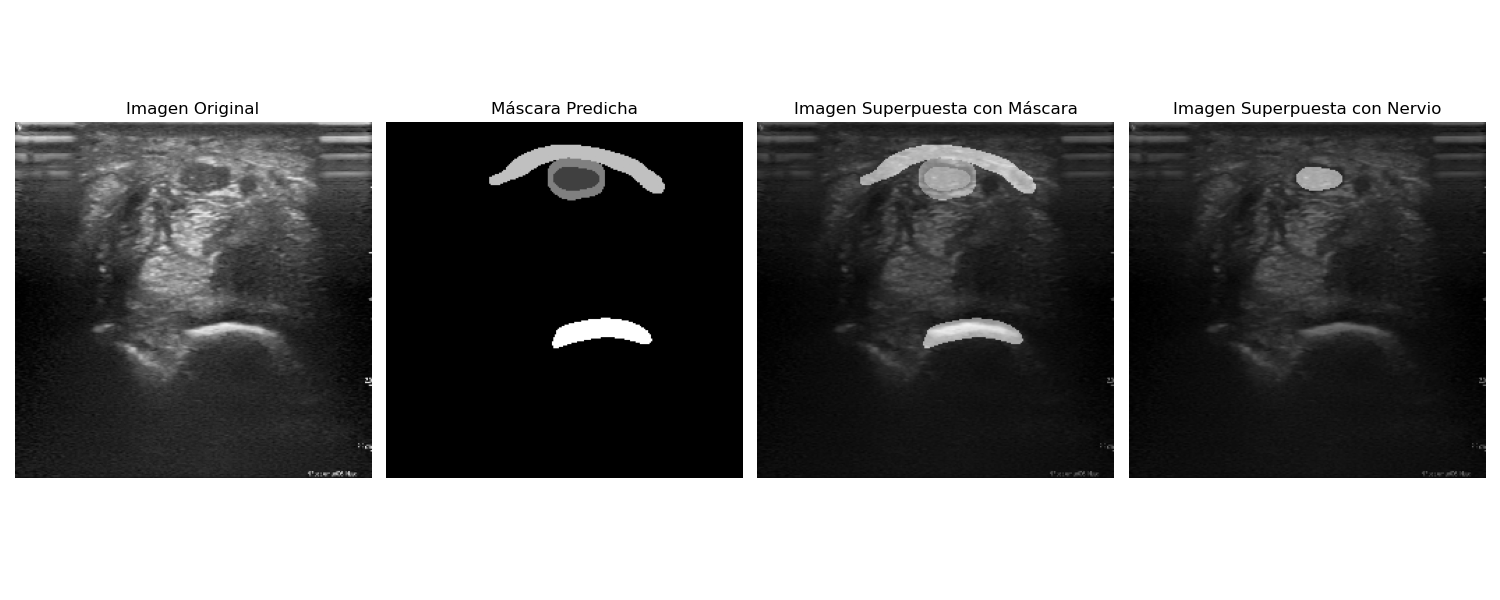 Imagen Original
Máscara Predicha
Imagen Superpuesta con Máscara
Imagen Superpuesta con Nervio